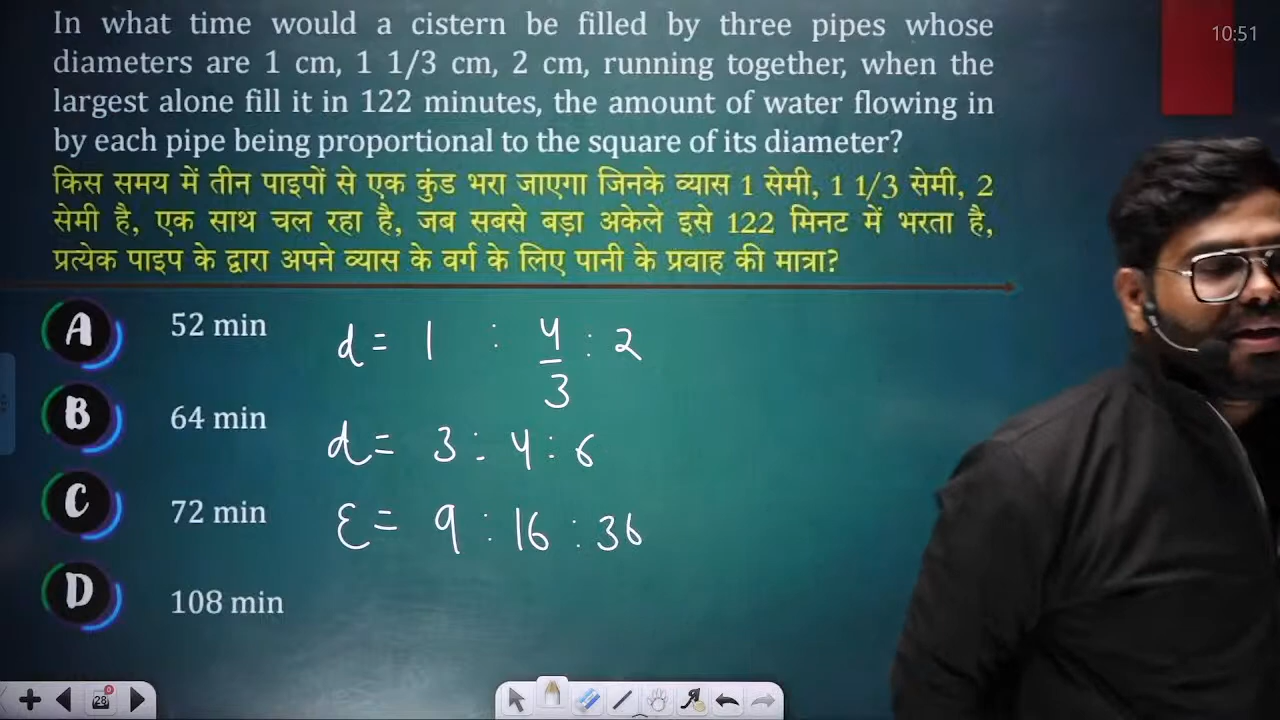 In what time would a cistern be filled by three pipes whose
diameters are 1 cm, 1 1/3 cm, 2 cm, running together, when the
largest alone fill it in 122 minutes, the amount of water flowing in
by each pipe being proportional to the square of its diameter?
किस समय में तीन पाइपों से एक कुंड भरा जाएगा जिनके व्यास 1 सेमी, 1 1/3 सेमी, 2
सेमी है, एक साथ चल रहा है, जब सबसे बड़ा अकेले इसे 122 मिनट में भरता है,
प्रत्येक पाइप के द्वारा अपने व्यास के वर्ग के लिए पानी के प्रवाह की मात्रा?
10:51
A 52 min
B 64 min
C 72 min
D 108 min
d = 1 : 4/3 : 2
d = 3 : 4 : 6
ε = 9 : 16 : 36
28